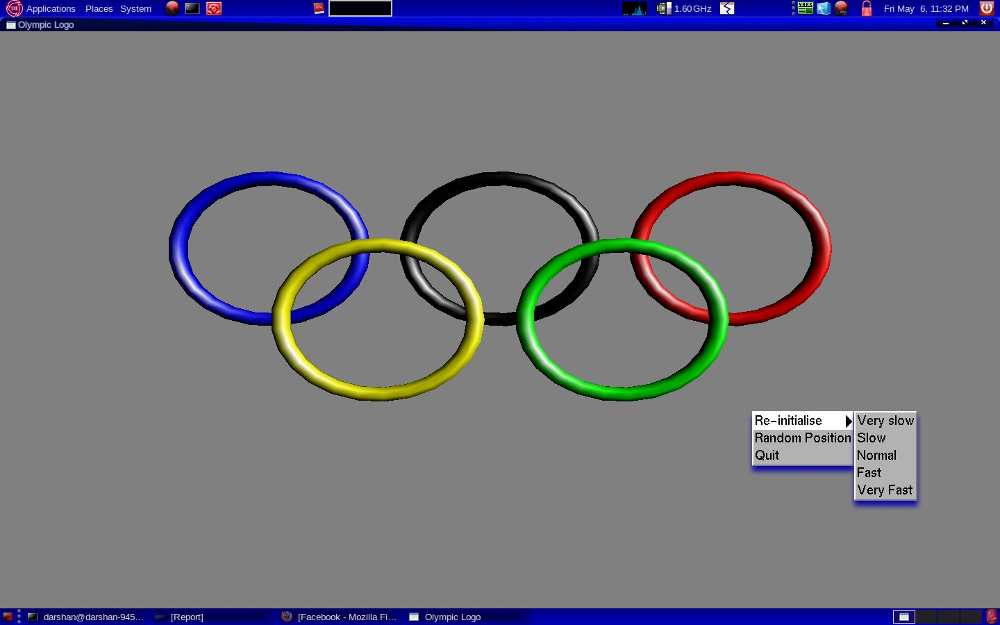 Applications Places System
1.60 GHz
Fri May 6, 11:32 PM
Olympic Logo
Re-initialise
Random Position
Quit
Very slow
Slow
Normal
Fast
Very Fast
darshan@darshan-945...
[Report]
[Facebook - Mozilla Fi...
Olympic Logo